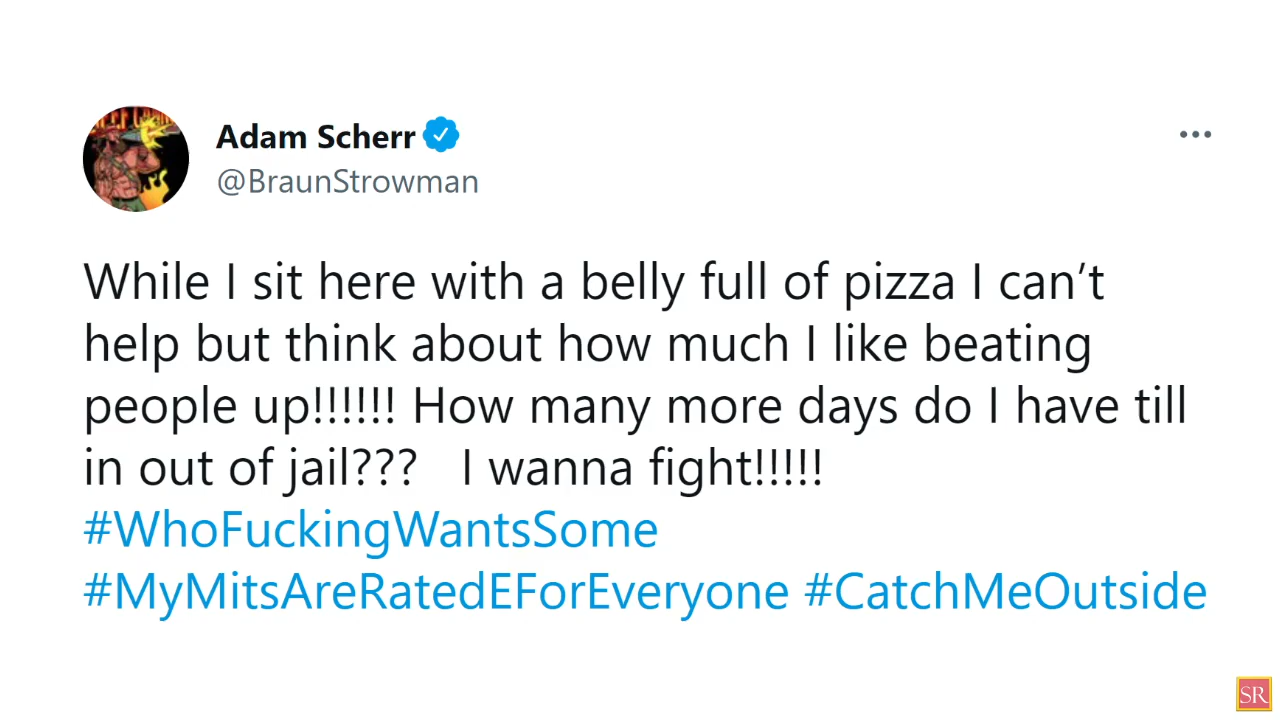 Adam Scherr
@BraunStrowman
While I sit here with a belly full of pizza I can’t
help but think about how much I like beating
people up!!!!!! How many more days do I have till
in out of jail??? I wanna fight!!!!!
#WhoFuckingWantsSome
#MyMitsAreRatedEForEveryone #CatchMeOutside
SR